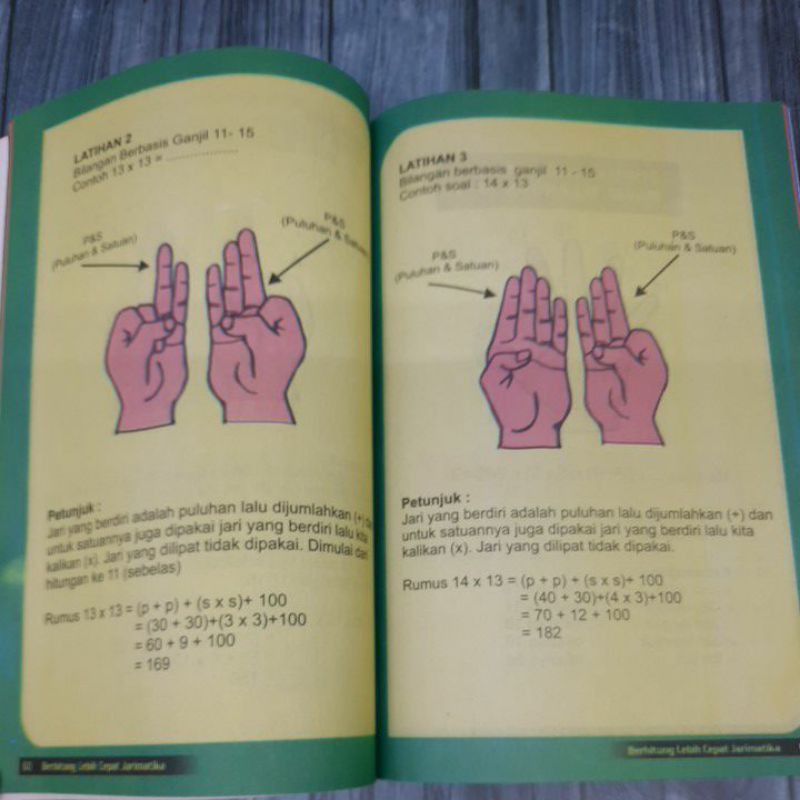 LATIHAN 2
Bilangan Berbasis Ganjil 11- 15
Contoh 13 x 13 = ....................
P&S
(Puluhan & Satuan)
P&S
(Puluhan & Satuan)
Petunjuk :
Jari yang berdiri adalah puluhan lalu dijumlahkan (+)
untuk satuannya juga dipakai jari yang berdiri lalu kita
kalikan (x). Jari yang dilipat tidak dipakai. Dimulai dari
hitungan ke 11 (sebelas)
Rumus 13 x 13 = (p + p) + (s x s)+ 100
= (30 + 30)+(3 x 3)+100
= 60 + 9 + 100
= 169
60 Berhitung Lebih Cepat Jarimatika
LATIHAN 3
Bilangan berbasis ganjil 11 - 15
Contoh soal : 14 x 13
P&S
(Puluhan & Satuan)
P&S
(Puluhan & Satuan)
Petunjuk :
Jari yang berdiri adalah puluhan lalu dijumlahkan (+) dan
untuk satuannya juga dipakai jari yang berdiri lalu kita
kalikan (x). Jari yang dilipat tidak dipakai.
Rumus 14 x 13 = (p + p) + (s x s)+ 100
= (40 + 30)+(4 x 3)+100
= 70 + 12 + 100
= 182
Berhitung Lebih Cepat Jarimatika